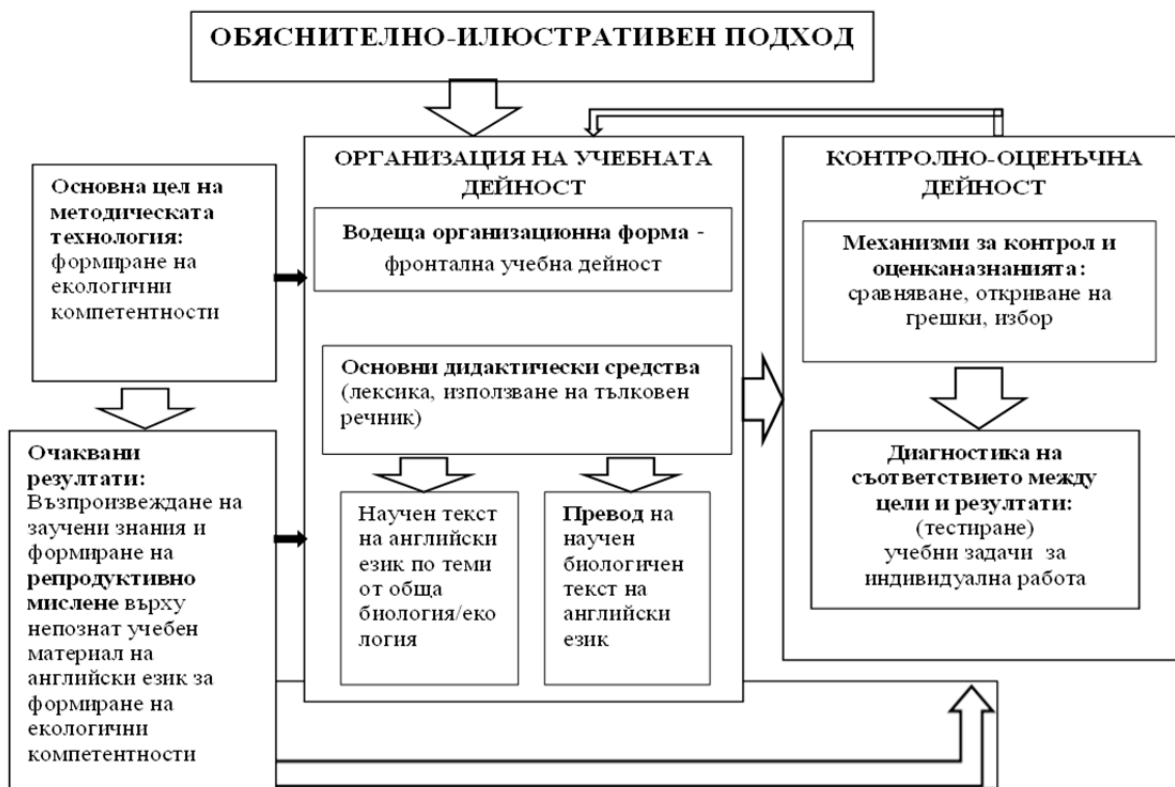 ОБЯСНИТЕЛНО-ИЛЮСТРАТИВЕН ПОДХОД
Основна цел на
методическата
технология:
формиране на
екологични
компетентности
Очаквани
резултати:
Възпроизвеждане на
заучени знания и
формиране на
репродуктивно
мислене върху
непознат учебен
материал на
английски език за
формиране на
екологични
компетентности
ОРГАНИЗАЦИЯ НА УЧЕБНАТА
ДЕЙНОСТ
Водеща организационна форма -
фронтална учебна дейност
Основни дидактически средства
(лексика, използване на тълковен
речник)
Научен текст
на английски
език по теми
от обща
биология/еко
логия
Превод на
научен
биологичен
текст на
английски
език
КОНТРОЛНО-ОЦЕНЪЧНА
ДЕЙНОСТ
Механизми за контрол и
оценканазнанията:
сравняване, откриване на
грешки, избор
Диагностика на
съответствието между
цели и резултати:
(тестиране)
учебни задачи за
индивидуална работа